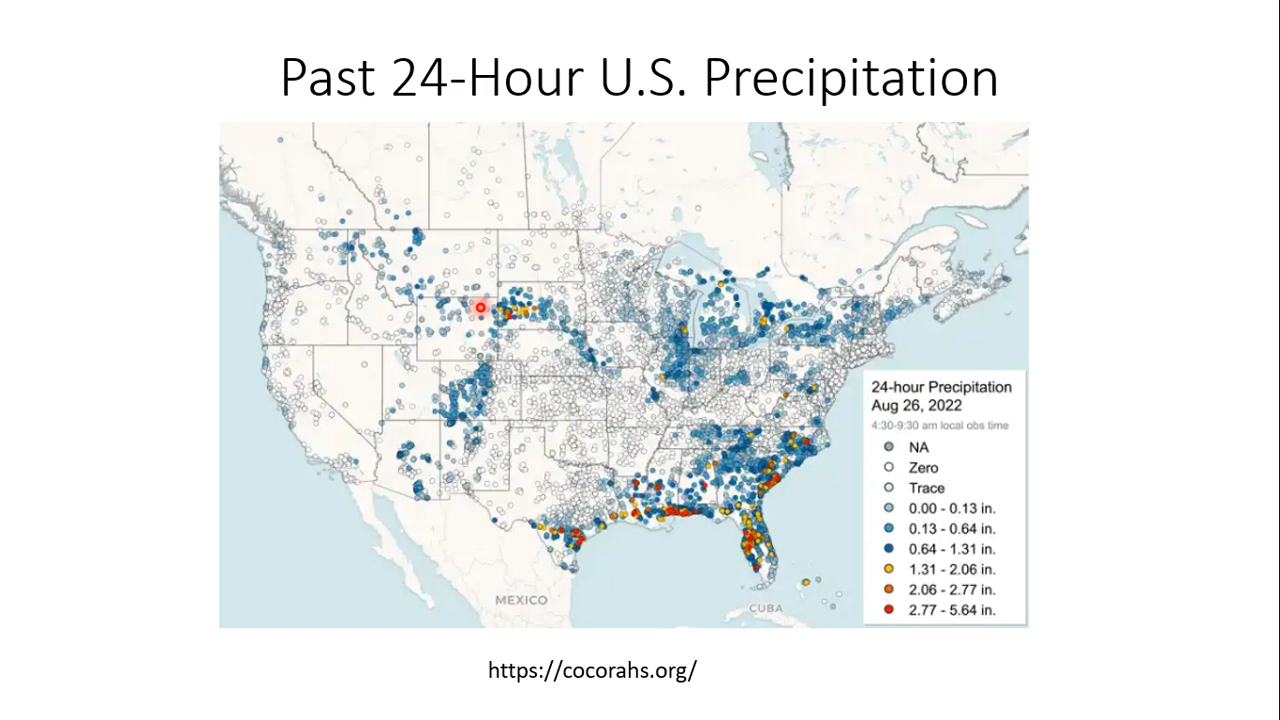 Past 24-Hour U.S. Precipitation
24-hour Precipitation
Aug 26, 2022
4:30-9:30 am local obs time
NA
Zero
Trace
0.00 - 0.13 in.
0.13 - 0.64 in.
0.64 - 1.31 in.
1.31 - 2.06 in.
2.06 - 2.77 in.
2.77 - 5.64 in.
MEXICO
CUBA
https://cocorahs.org/